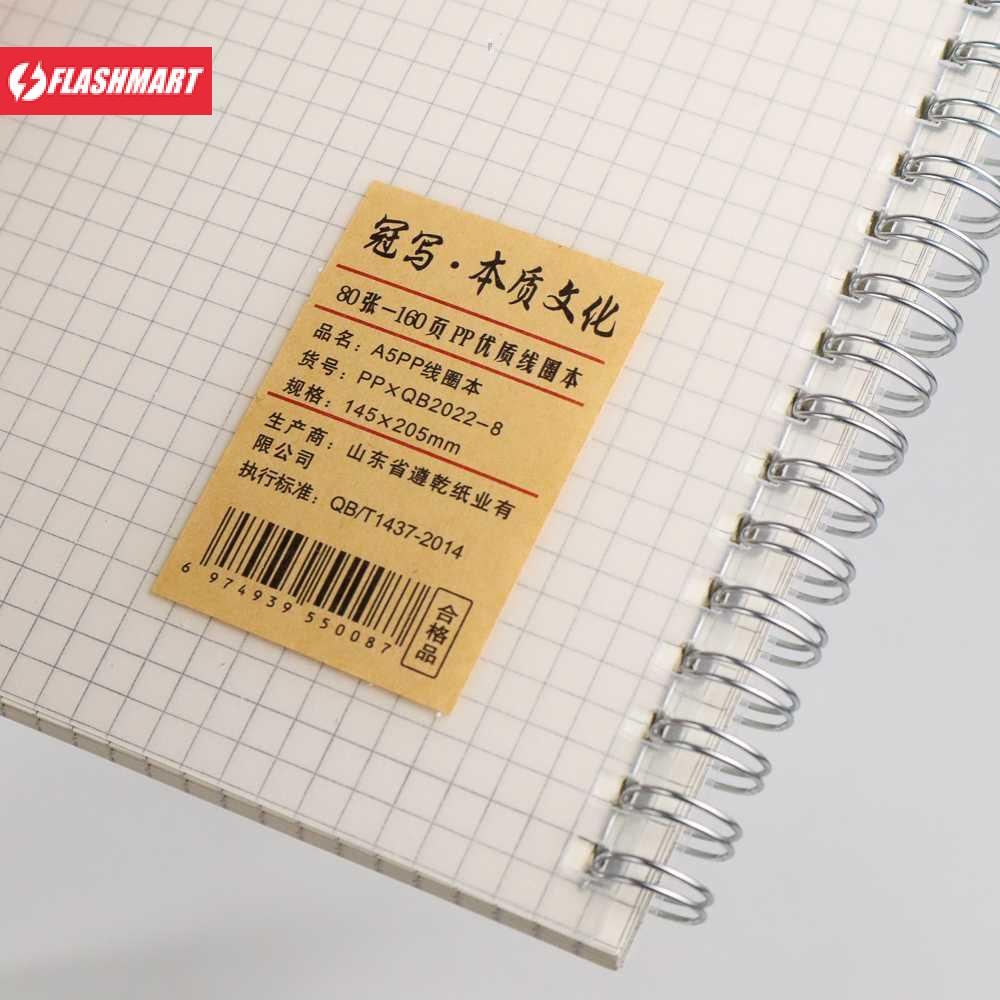 FLASHMART
冠写·本质文化
80张-160页 PP优质线圈本
品名：A5PP线圈本
货号：PP×QB2022-8
规格：145×205mm
生产商：山东省遵乾纸业有
限公司
执行标准：QB/T1437-2014
6 974939 550087
合格品